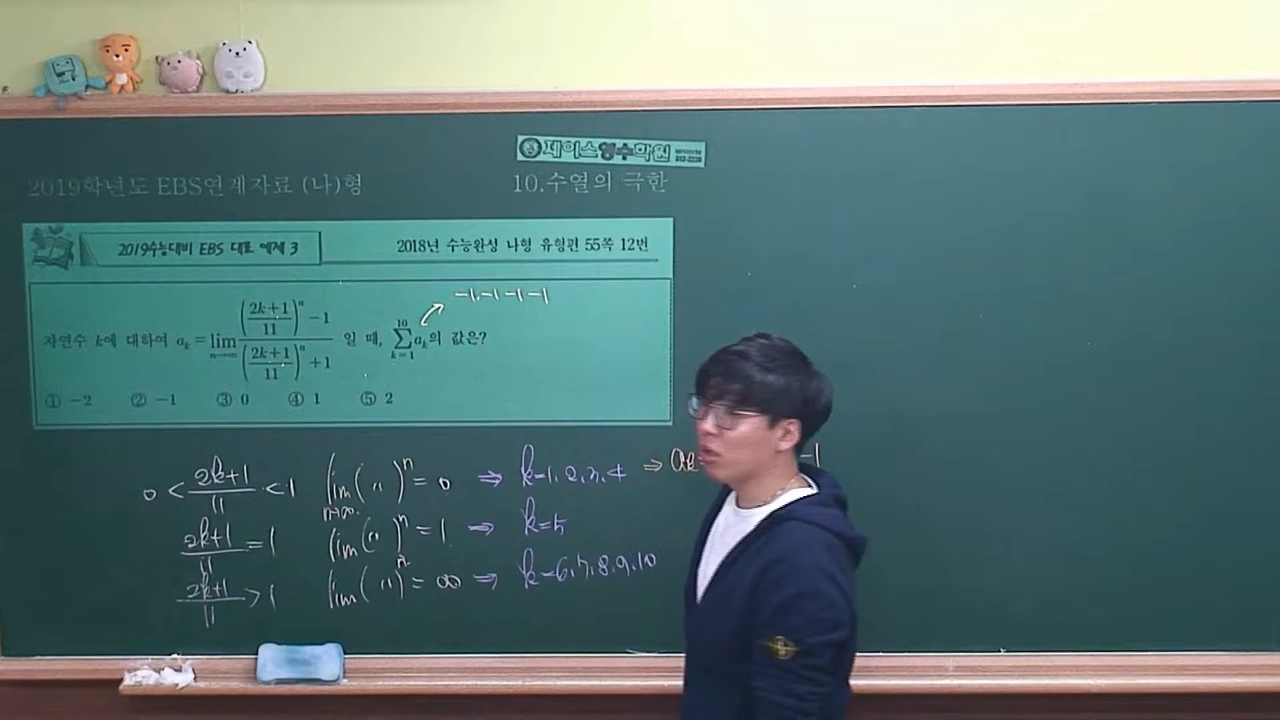 제이스영수학원
2019학년도 EBS연계자료 (나)형
10.수열의 극한
2019수능대비 EBS 대표 예제 3
2018년 수능완성 나형 유형편 55쪽 12번
-1,-1 -1 -1
자연수 k에 대하여 a_k = lim_{n→∞} (((2k+1)/11)^n - 1)/(((2k+1)/11)^n + 1) 일 때, ∑_{k=1}^{10} a_k의 값은?
① -2 ② -1 ③ 0 ④ 1 ⑤ 2
0 < (2k+1)/11 < 1 lim_{n→∞} (〃)^n = 0 ⇒ k=1,2,3,4 ⇒ a_k -1
(2k+1)/11 = 1 lim (〃)^n = 1 ⇒ k=5
(2k+1)/11 > 1 lim (〃)^n = ∞ ⇒ k=6,7,8,9,10